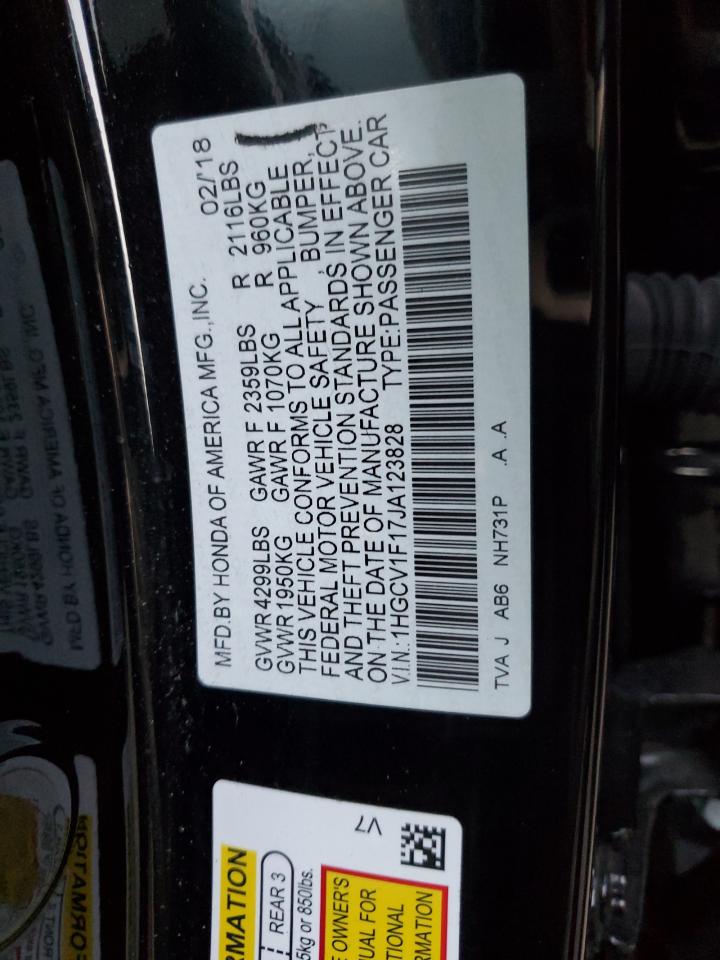 MFD.BY HONDA OF AMERICA MFG.,INC. 02/'18
GVWR 4299LBS GAWR F 2359LBS R 2116LBS
GVWR 1950KG GAWR F 1070KG R 960KG
THIS VEHICLE CONFORMS TO ALL APPLICABLE
FEDERAL MOTOR VEHICLE SAFETY, BUMPER,
AND THEFT PREVENTION STANDARDS IN EFFECT
ON THE DATE OF MANUFACTURE SHOWN ABOVE.
V.I.N.:1HGCV1F17JA123828 TYPE:PASSENGER CAR
TVA J AB6 NH731P .A .A
RMATION
REAR 3
5kg or 850lbs.
E OWNER'S
UAL FOR
TIONAL
RMATION
V7